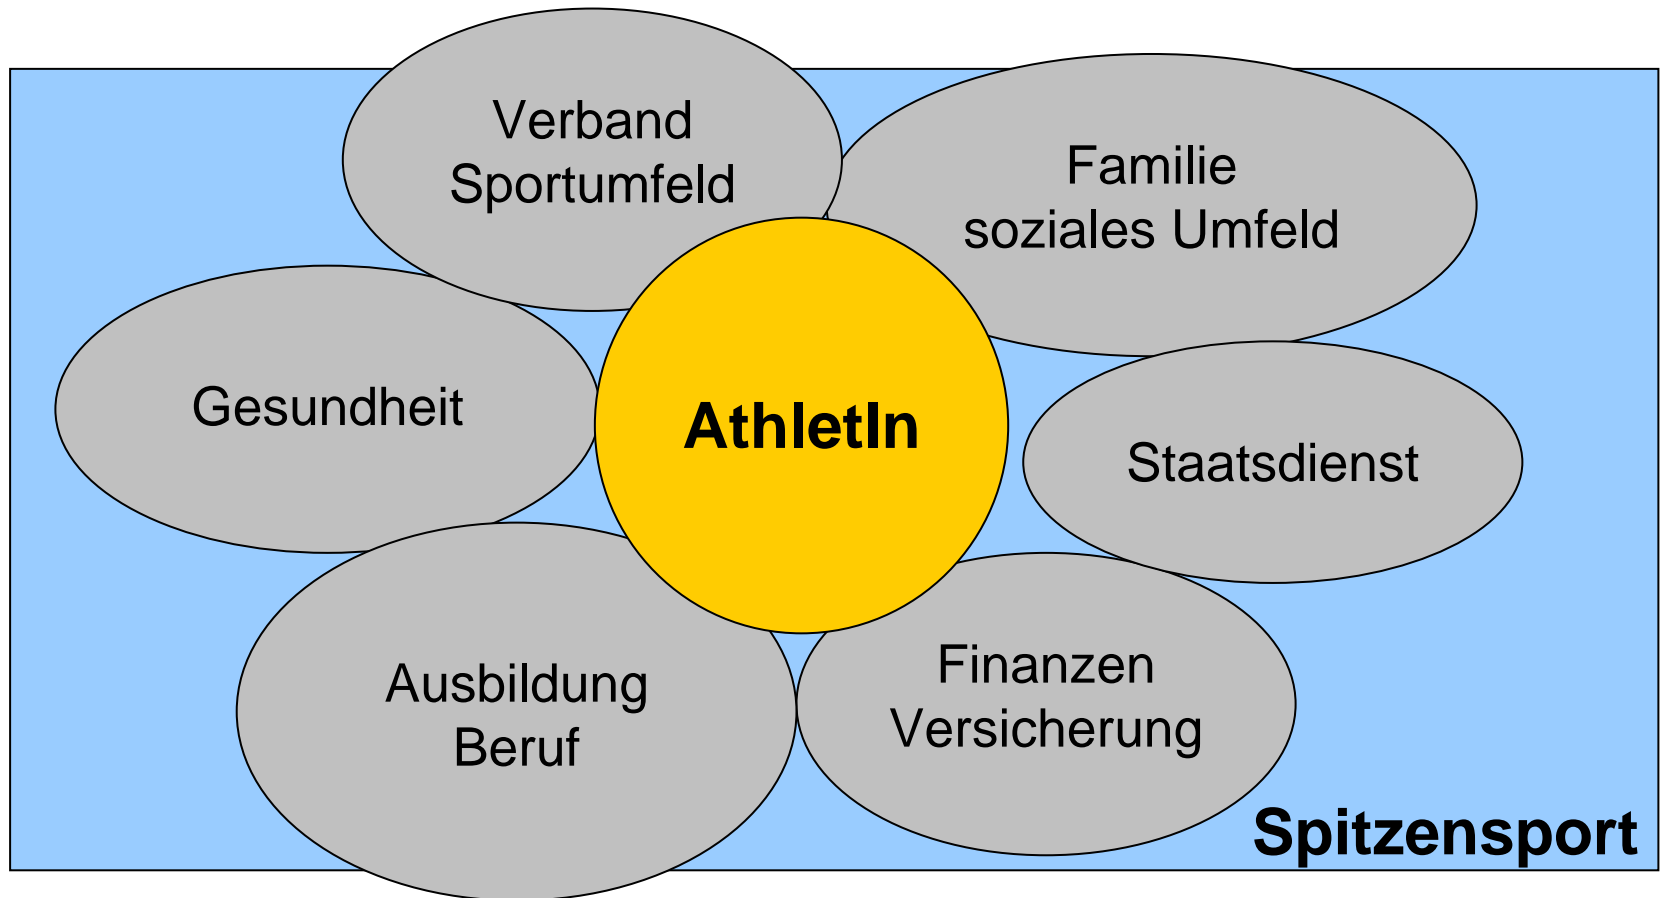 Verband
Sportumfeld
Familie
soziales Umfeld
Gesundheit
AthletIn
Staatsdienst
Ausbildung
Beruf
Finanzen
Versicherung
Spitzensport